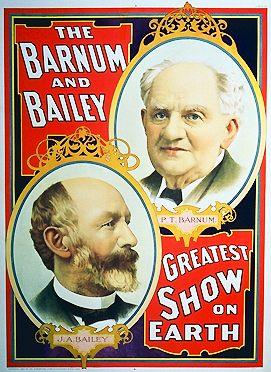 THE
BARNUM
AND
BAILEY
P.T. BARNUM.
J.A. BAILEY.
GREATEST
SHOW
ON
EARTH